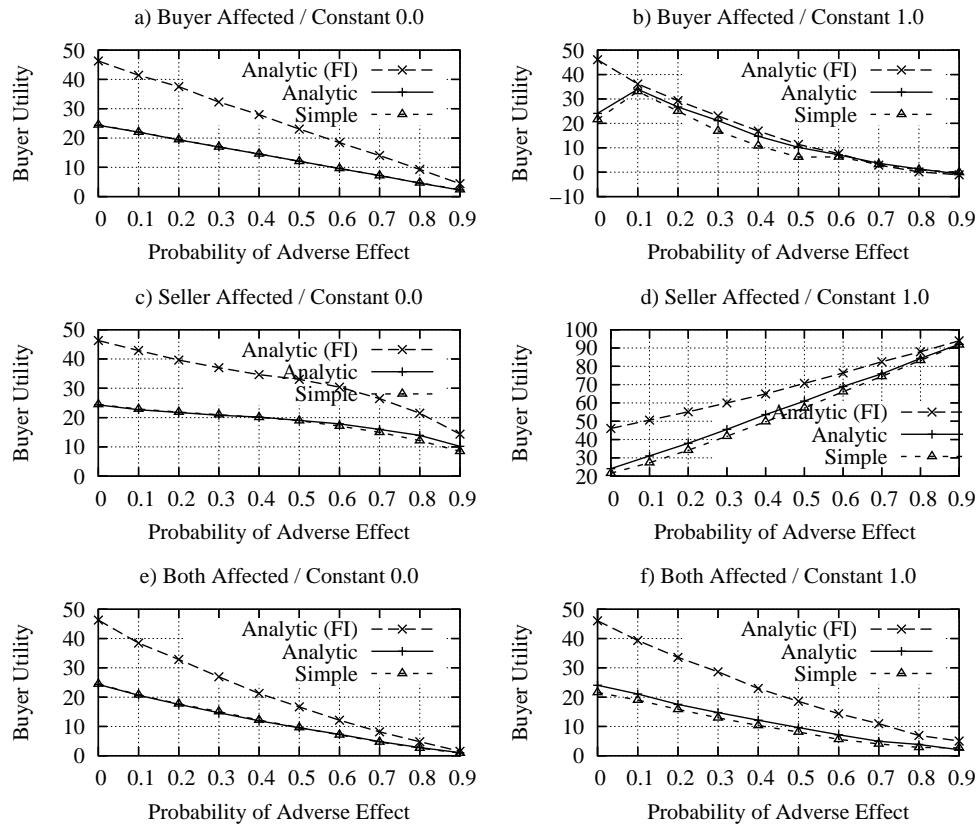 a) Buyer Affected / Constant 0.0
Buyer Utility
50
40
30
20
10
0
Analytic (FI)
Analytic
Simple
0 0.1 0.2 0.3 0.4 0.5 0.6 0.7 0.8 0.9
Probability of Adverse Effect
b) Buyer Affected / Constant 1.0
Buyer Utility
50
40
30
20
10
0
−10
Analytic (FI)
Analytic
Simple
0 0.1 0.2 0.3 0.4 0.5 0.6 0.7 0.8 0.9
Probability of Adverse Effect
c) Seller Affected / Constant 0.0
Buyer Utility
50
40
30
20
10
0
Analytic (FI)
Analytic
Simple
0 0.1 0.2 0.3 0.4 0.5 0.6 0.7 0.8 0.9
Probability of Adverse Effect
d) Seller Affected / Constant 1.0
Buyer Utility
100
90
80
70
60
50
40
30
20
Analytic (FI)
Analytic
Simple
0 0.1 0.2 0.3 0.4 0.5 0.6 0.7 0.8 0.9
Probability of Adverse Effect
e) Both Affected / Constant 0.0
Buyer Utility
50
40
30
20
10
0
Analytic (FI)
Analytic
Simple
0 0.1 0.2 0.3 0.4 0.5 0.6 0.7 0.8 0.9
Probability of Adverse Effect
f) Both Affected / Constant 1.0
Buyer Utility
50
40
30
20
10
0
Analytic (FI)
Analytic
Simple
0 0.1 0.2 0.3 0.4 0.5 0.6 0.7 0.8 0.9
Probability of Adverse Effect